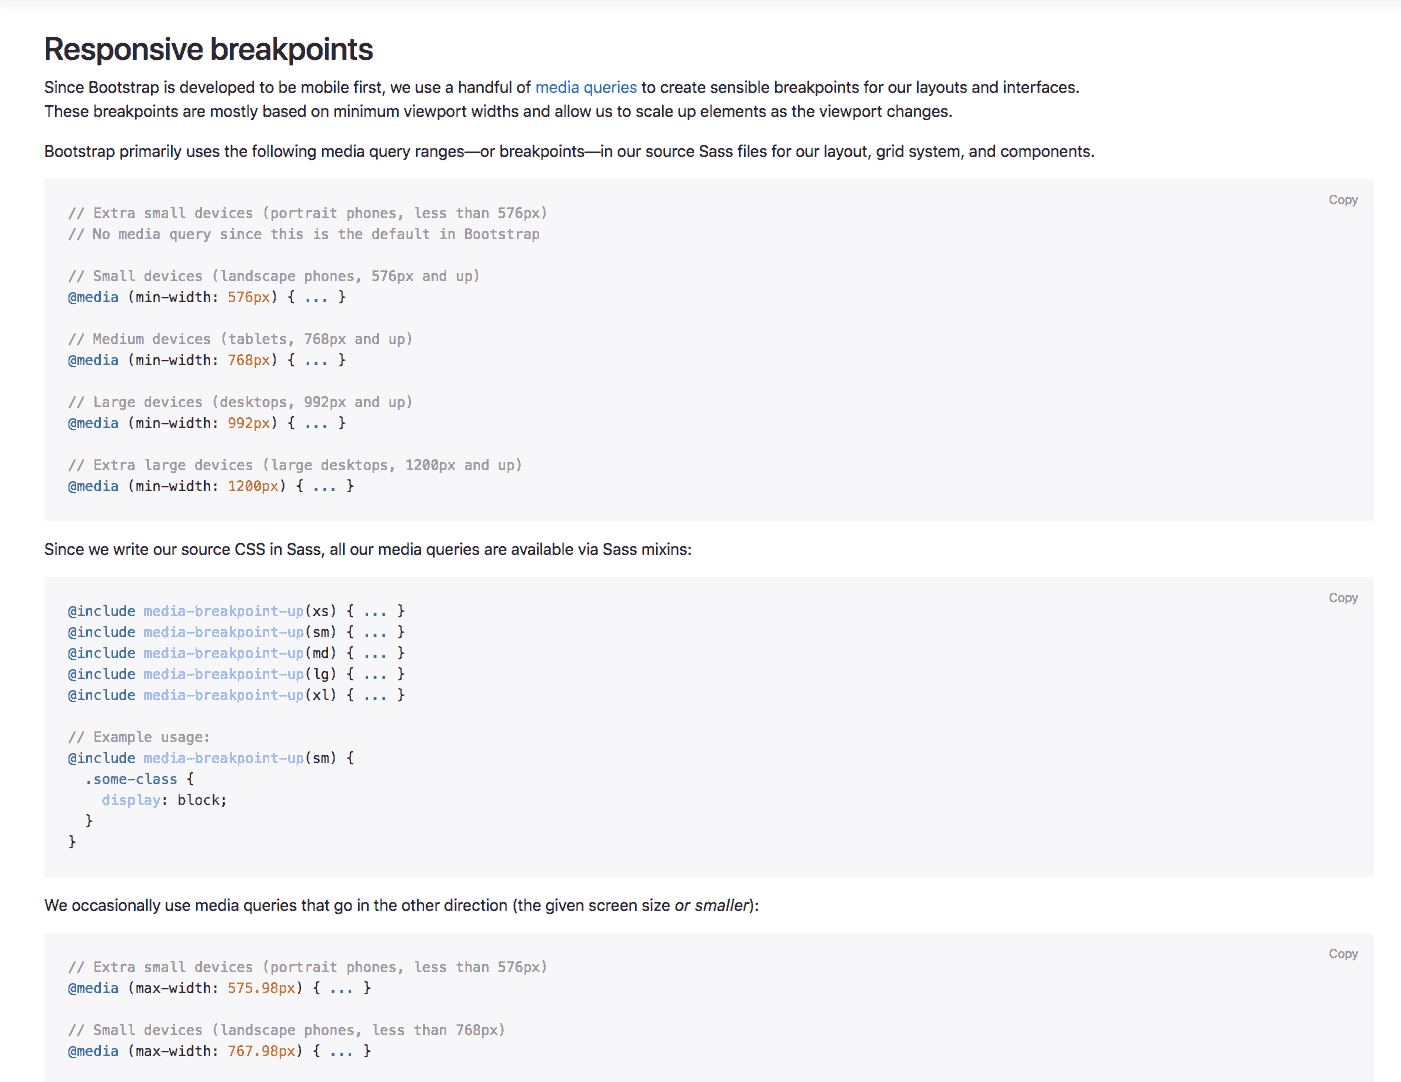 Responsive breakpoints
Since Bootstrap is developed to be mobile first, we use a handful of media queries to create sensible breakpoints for our layouts and interfaces.
These breakpoints are mostly based on minimum viewport widths and allow us to scale up elements as the viewport changes.
Bootstrap primarily uses the following media query ranges—or breakpoints—in our source Sass files for our layout, grid system, and components.
Copy
// Extra small devices (portrait phones, less than 576px)
// No media query since this is the default in Bootstrap
// Small devices (landscape phones, 576px and up)
@media (min-width: 576px) { ... }
// Medium devices (tablets, 768px and up)
@media (min-width: 768px) { ... }
// Large devices (desktops, 992px and up)
@media (min-width: 992px) { ... }
// Extra large devices (large desktops, 1200px and up)
@media (min-width: 1200px) { ... }
Since we write our source CSS in Sass, all our media queries are available via Sass mixins:
Copy
@include media-breakpoint-up(xs) { ... }
@include media-breakpoint-up(sm) { ... }
@include media-breakpoint-up(md) { ... }
@include media-breakpoint-up(lg) { ... }
@include media-breakpoint-up(xl) { ... }
// Example usage:
@include media-breakpoint-up(sm) {
  .some-class {
    display: block;
  }
}
We occasionally use media queries that go in the other direction (the given screen size or smaller):
Copy
// Extra small devices (portrait phones, less than 576px)
@media (max-width: 575.98px) { ... }
// Small devices (landscape phones, less than 768px)
@media (max-width: 767.98px) { ... }